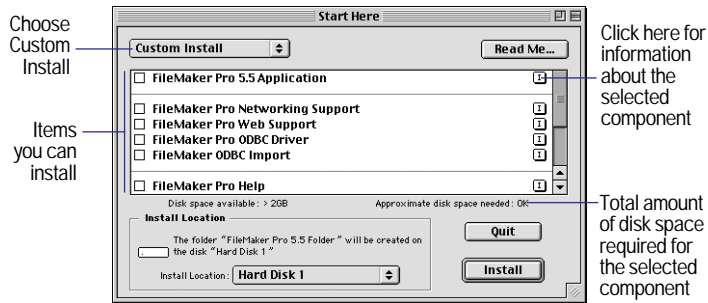 Start Here
Choose
Custom
Install
Custom Install
Read Me...
Click here for
information
about the
selected
component
FileMaker Pro 5.5 Application
FileMaker Pro Networking Support
FileMaker Pro Web Support
FileMaker Pro ODBC Driver
FileMaker ODBC Import
FileMaker Pro Help
I
I
I
I
I
I
Items
you can
install
Disk space available: > 2GB
Approximate disk space needed: 0K
Total amount
of disk space
required for
the selected
component
Install Location
The folder "FileMaker Pro 5.5 Folder" will be created on
the disk "Hard Disk 1"
Install Location: Hard Disk 1
Quit
Install